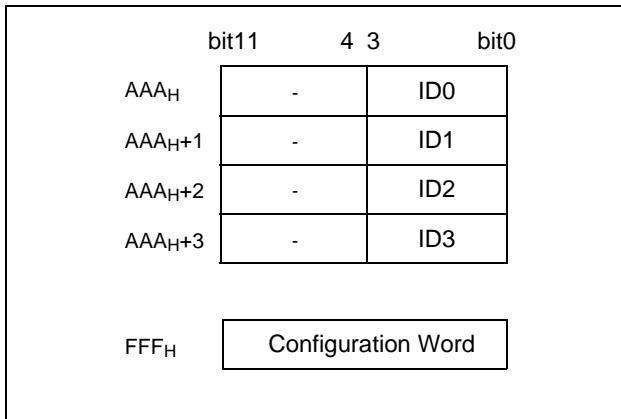 bit11 4 3 bit0
AAAH - ID0
AAAH+1 - ID1
AAAH+2 - ID2
AAAH+3 - ID3
FFFH Configuration Word